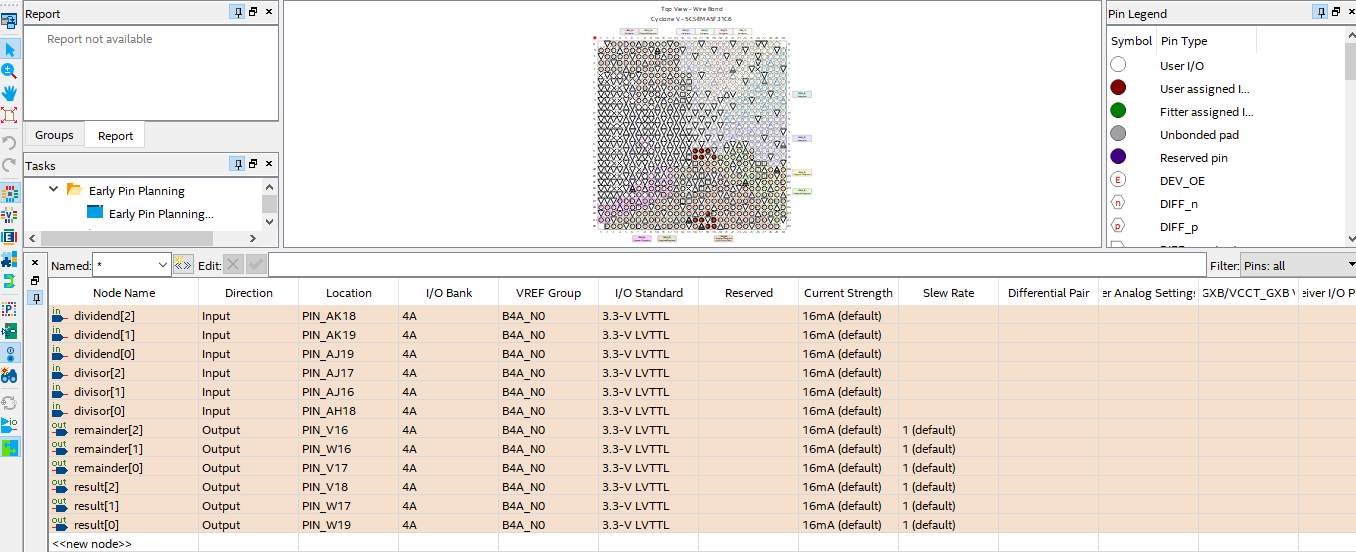 Report
Report not available
Groups
Report
Tasks
Early Pin Planning
Early Pin Planning...
Top View - Wire Bond
Cyclone V - 5CSEMA5F31C6
Pin Legend
Symbol Pin Type
User I/O
User assigned I...
Fitter assigned I...
Unbonded pad
Reserved pin
E DEV_OE
n DIFF_n
p DIFF_p
Named: * Edit: Filter: Pins: all
Node Name Direction Location I/O Bank VREF Group I/O Standard Reserved Current Strength Slew Rate Differential Pair er Analog Settings GXB/VCCT_GXB V eiver I/O P
in dividend[2] Input PIN_AK18 4A B4A_N0 3.3-V LVTTL 16mA (default)
in dividend[1] Input PIN_AK19 4A B4A_N0 3.3-V LVTTL 16mA (default)
in dividend[0] Input PIN_AJ19 4A B4A_N0 3.3-V LVTTL 16mA (default)
in divisor[2] Input PIN_AJ17 4A B4A_N0 3.3-V LVTTL 16mA (default)
in divisor[1] Input PIN_AJ16 4A B4A_N0 3.3-V LVTTL 16mA (default)
in divisor[0] Input PIN_AH18 4A B4A_N0 3.3-V LVTTL 16mA (default)
out remainder[2] Output PIN_V16 4A B4A_N0 3.3-V LVTTL 16mA (default) 1 (default)
out remainder[1] Output PIN_W16 4A B4A_N0 3.3-V LVTTL 16mA (default) 1 (default)
out remainder[0] Output PIN_V17 4A B4A_N0 3.3-V LVTTL 16mA (default) 1 (default)
out result[2] Output PIN_V18 4A B4A_N0 3.3-V LVTTL 16mA (default) 1 (default)
out result[1] Output PIN_W17 4A B4A_N0 3.3-V LVTTL 16mA (default) 1 (default)
out result[0] Output PIN_W19 4A B4A_N0 3.3-V LVTTL 16mA (default) 1 (default)
<<new node>>